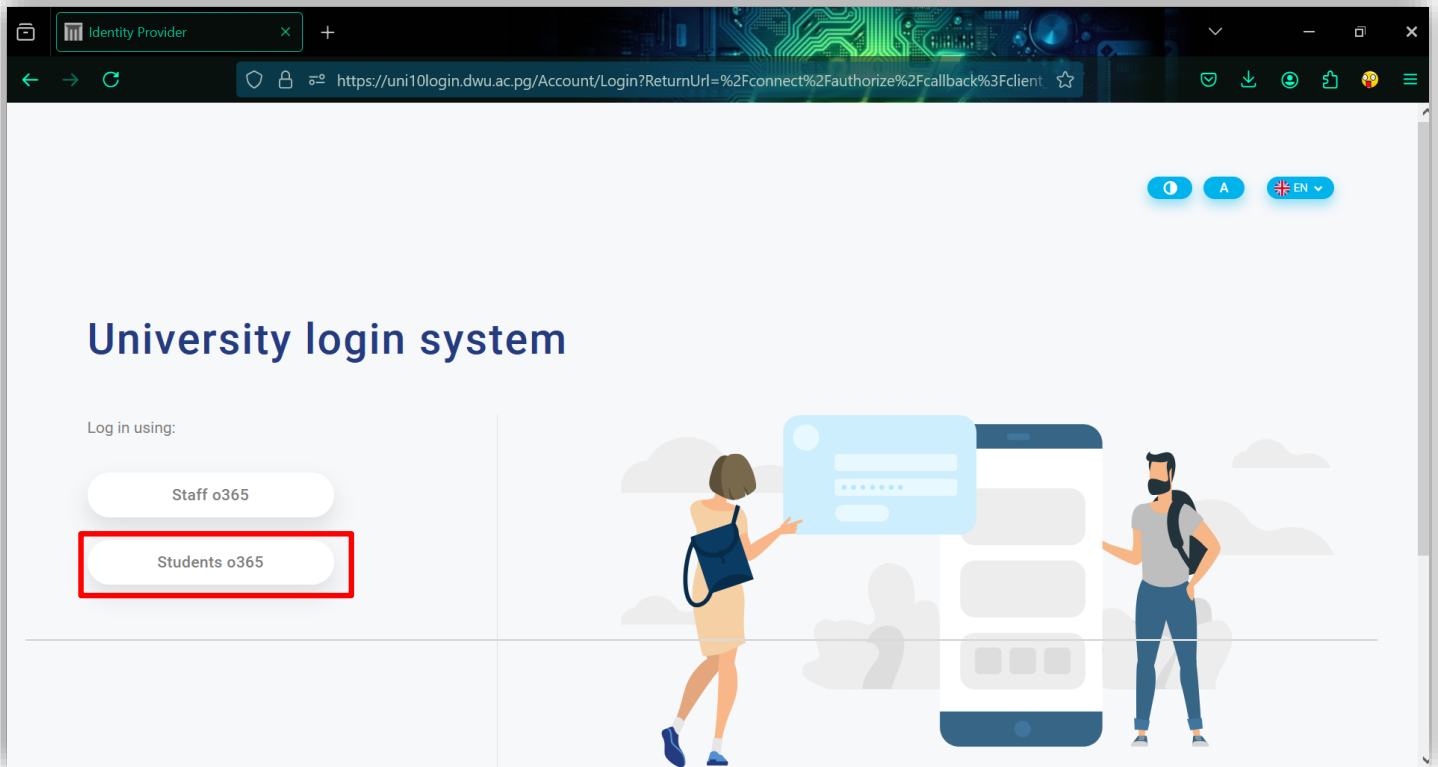 Identity Provider
https://uni10login.dwu.ac.pg/Account/Login?ReturnUrl=%2Fconnect%2Fauthorize%2Fcallback%3Fclient
A
EN
University login system
Log in using:
Staff o365
Students o365